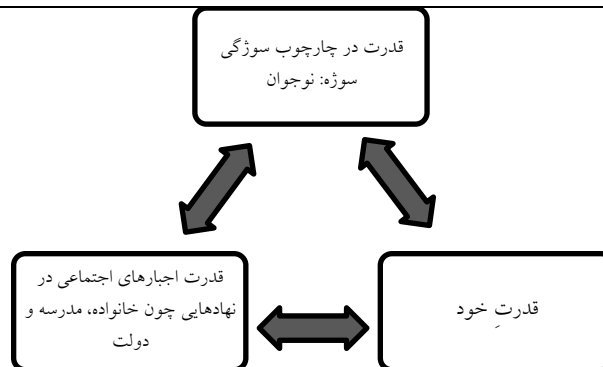 قدرت در چارچوب سوژگی
سوژه: نوجوان
قدرتِ خود
قدرت اجبارهای اجتماعی در
نهادهایی چون خانواده، مدرسه و
دولت